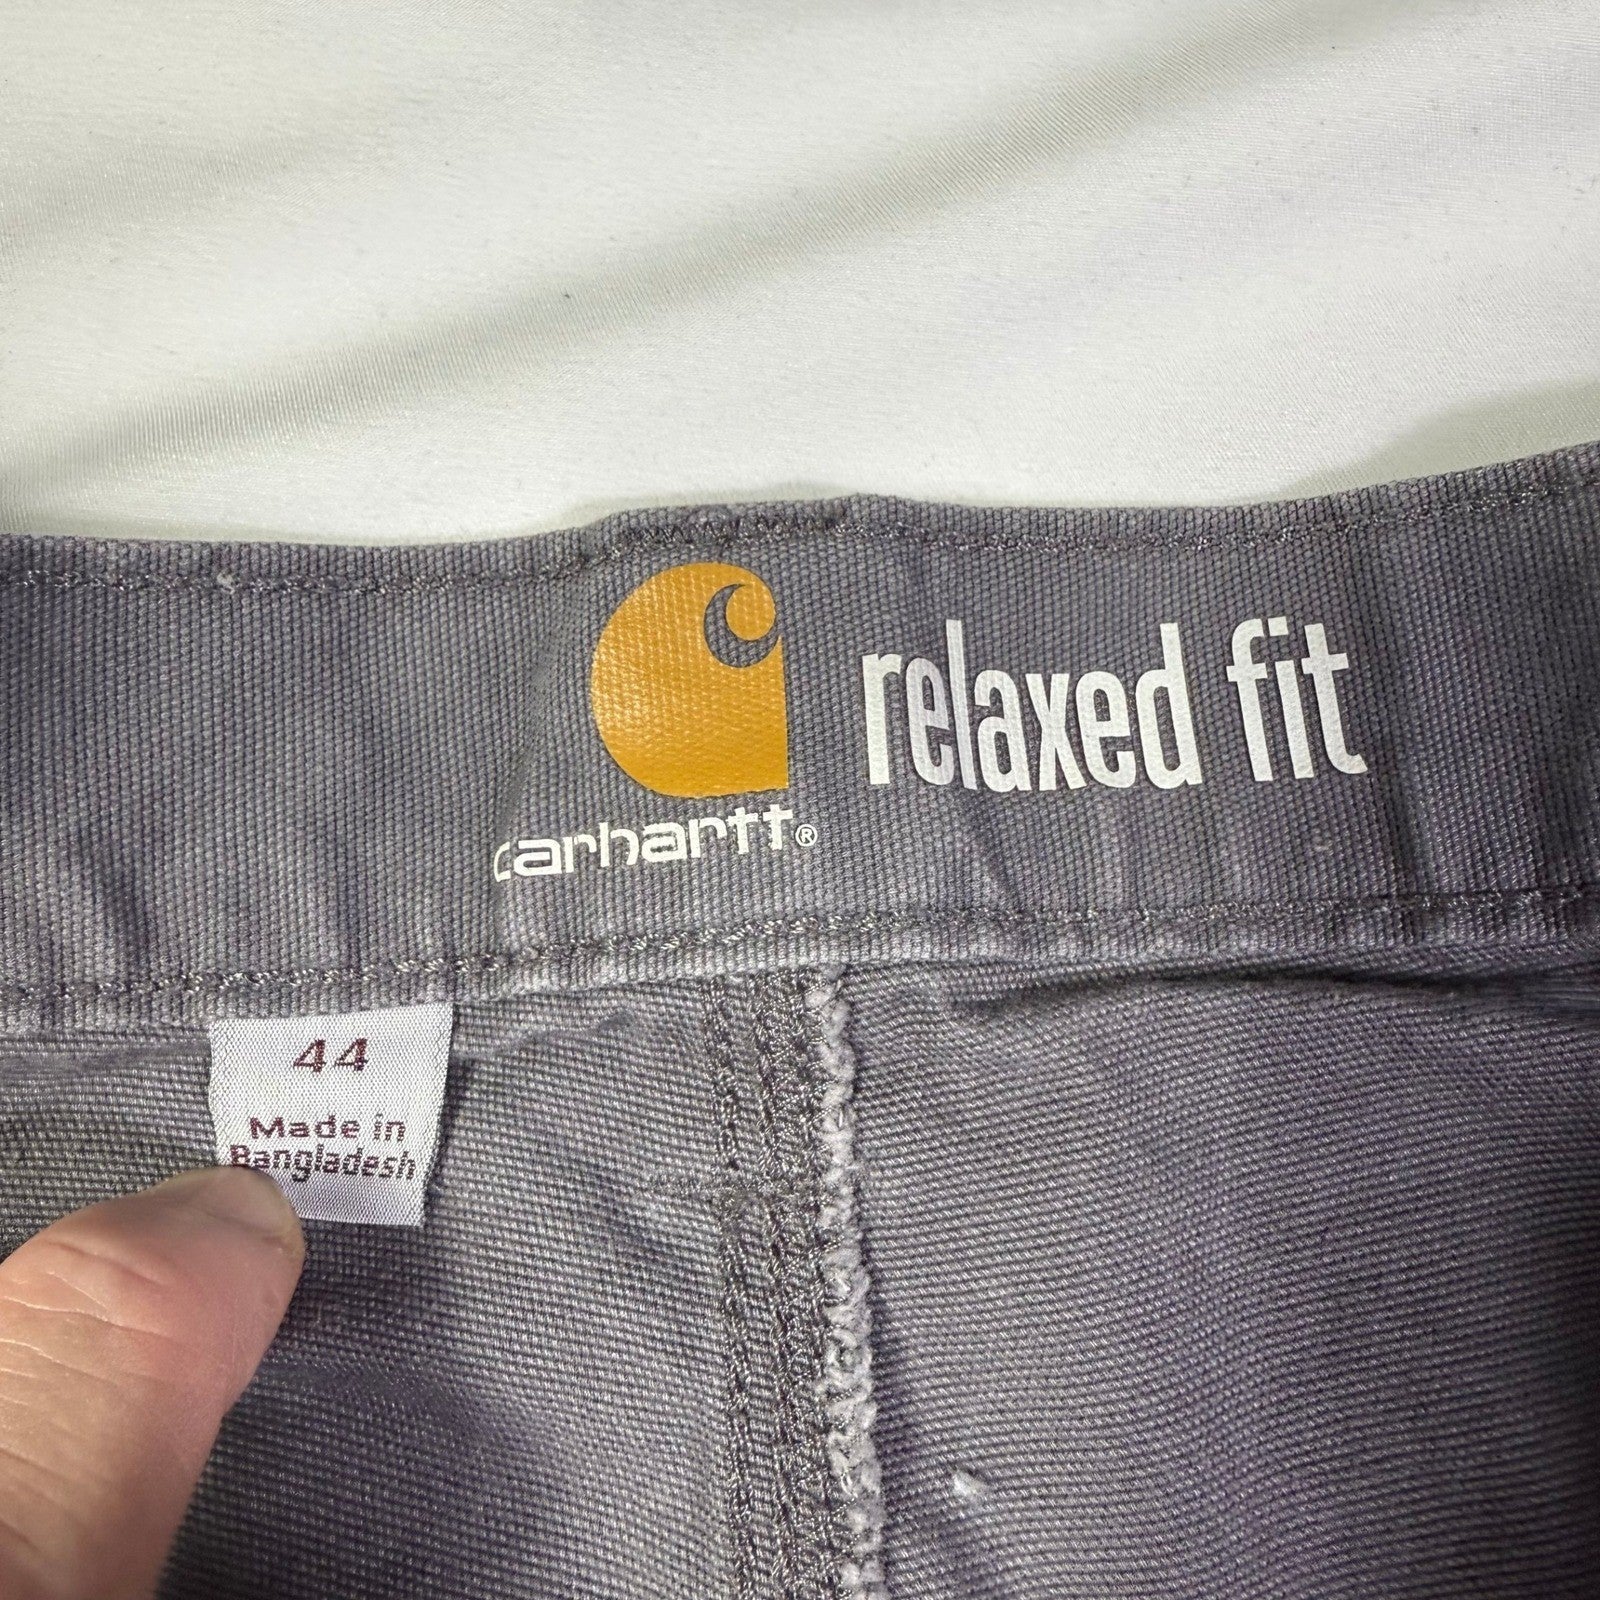 relaxed fit
carhartt®
44
Made in
Bangladesh